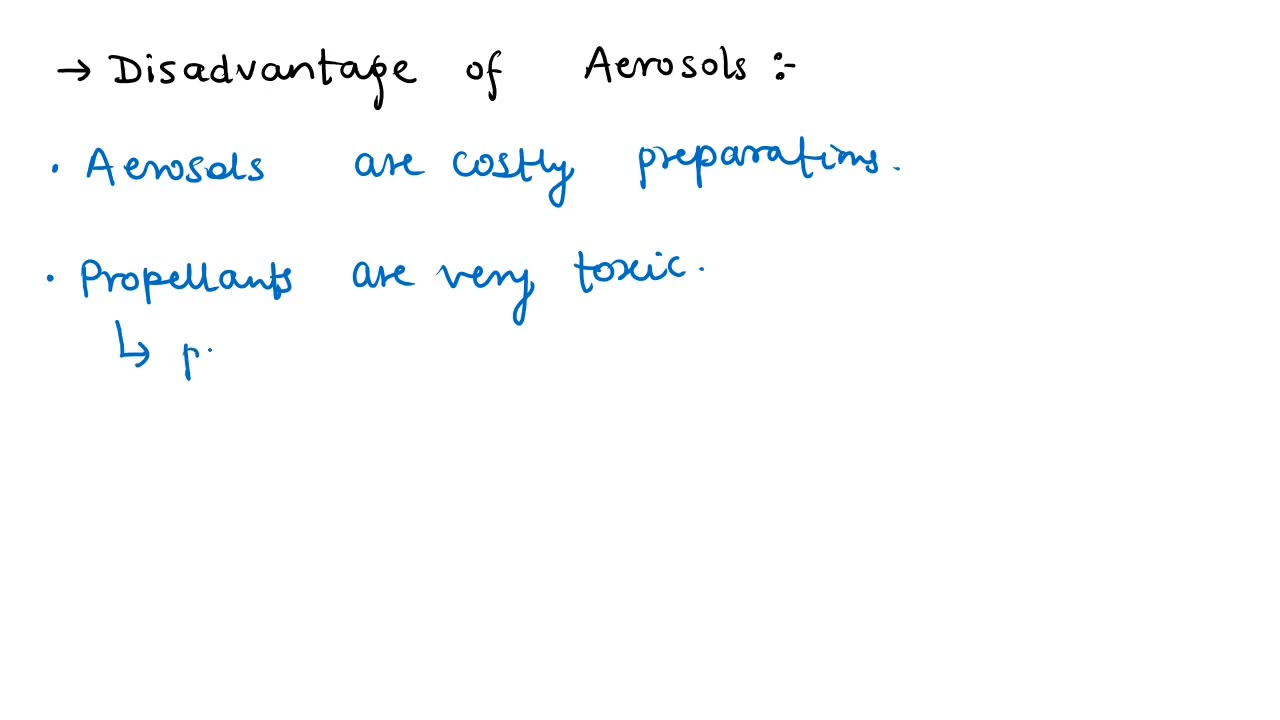 → Disadvantage of Aerosols :-
· Aerosols are costly preparations.
· Propellants are very toxic.
↳ p